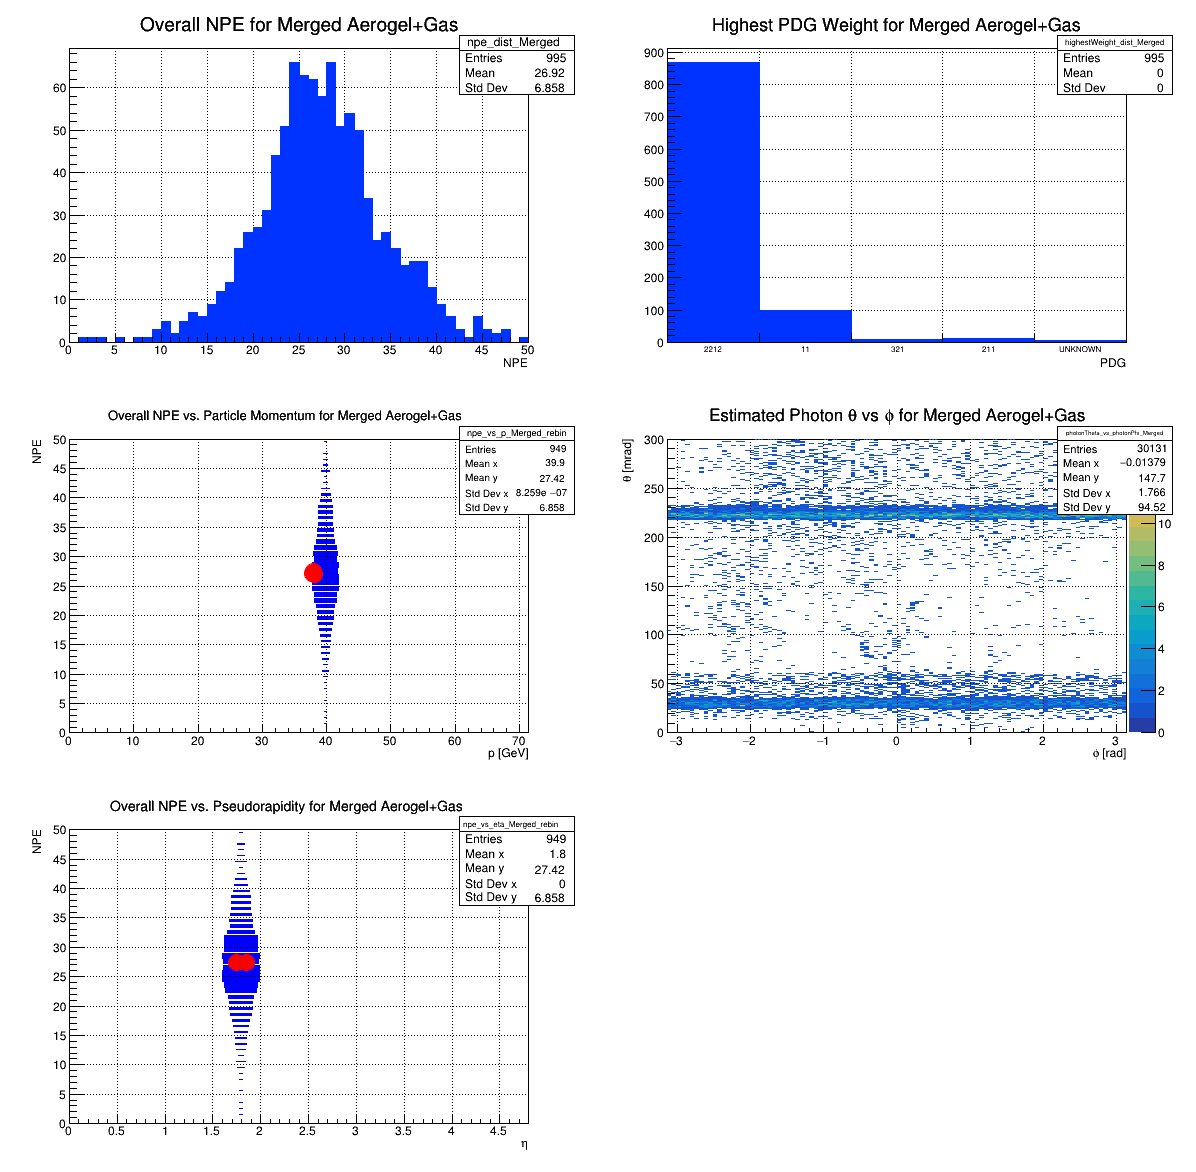 Overall NPE for Merged Aerogel+Gas
npe_dist_Merged
Entries 995
Mean 26.92
Std Dev 6.858
60
50
40
30
20
10
0
0 5 10 15 20 25 30 35 40 45 50
NPE
Highest PDG Weight for Merged Aerogel+Gas
highestWeight_dist_Merged
Entries 995
Mean 0
Std Dev 0
900
800
700
600
500
400
300
200
100
0
2212 11 321 211 UNKNOWN
PDG
Overall NPE vs. Particle Momentum for Merged Aerogel+Gas
npe_vs_p_Merged_rebin
Entries 949
Mean x 39.9
Mean y 27.42
Std Dev x 8.259e −07
Std Dev y 6.858
NPE
50
45
40
35
30
25
20
15
10
5
0
0 10 20 30 40 50 60 70
p [GeV]
Estimated Photon θ vs ϕ for Merged Aerogel+Gas
photonTheta_vs_photonPhi_Merged
Entries 30131
Mean x −0.01379
Mean y 147.7
Std Dev x 1.766
Std Dev y 94.52
θ [mrad]
300
250
200
150
100
50
0
−3 −2 −1 0 1 2 3
ϕ [rad]
10
8
6
4
2
0
Overall NPE vs. Pseudorapidity for Merged Aerogel+Gas
npe_vs_eta_Merged_rebin
Entries 949
Mean x 1.8
Mean y 27.42
Std Dev x 0
Std Dev y 6.858
NPE
50
45
40
35
30
25
20
15
10
5
0
0 0.5 1 1.5 2 2.5 3 3.5 4 4.5
η